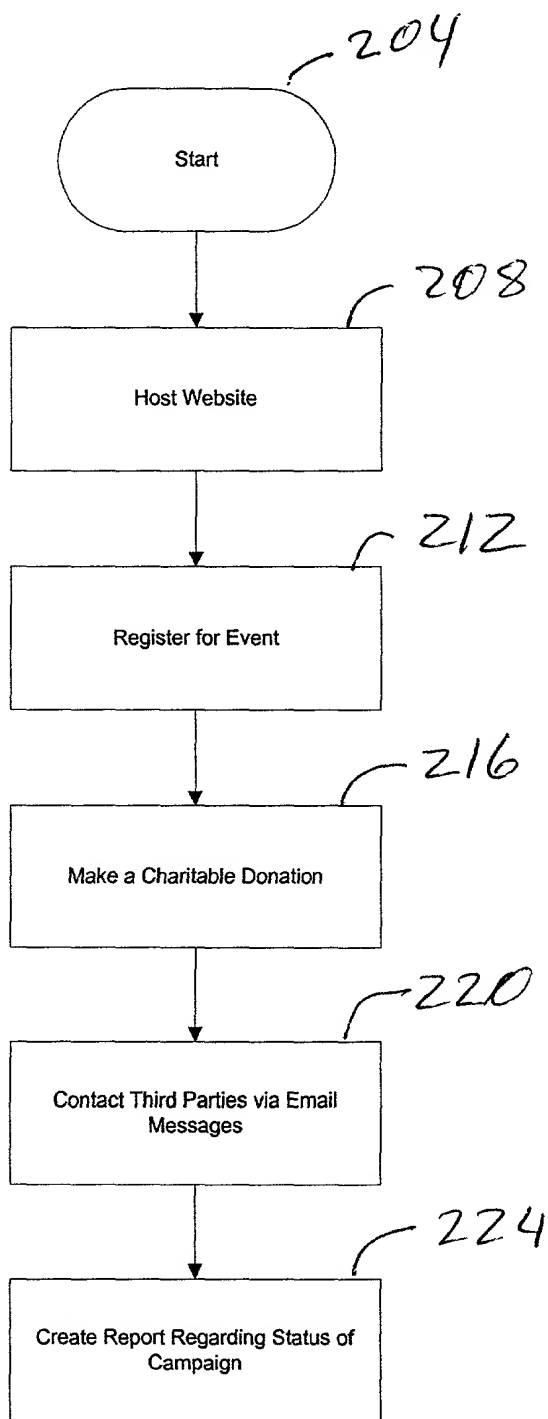 204
Start
208
Host Website
212
Register for Event
216
Make a Charitable Donation
220
Contact Third Parties via Email
Messages
224
Create Report Regarding Status of
Campaign